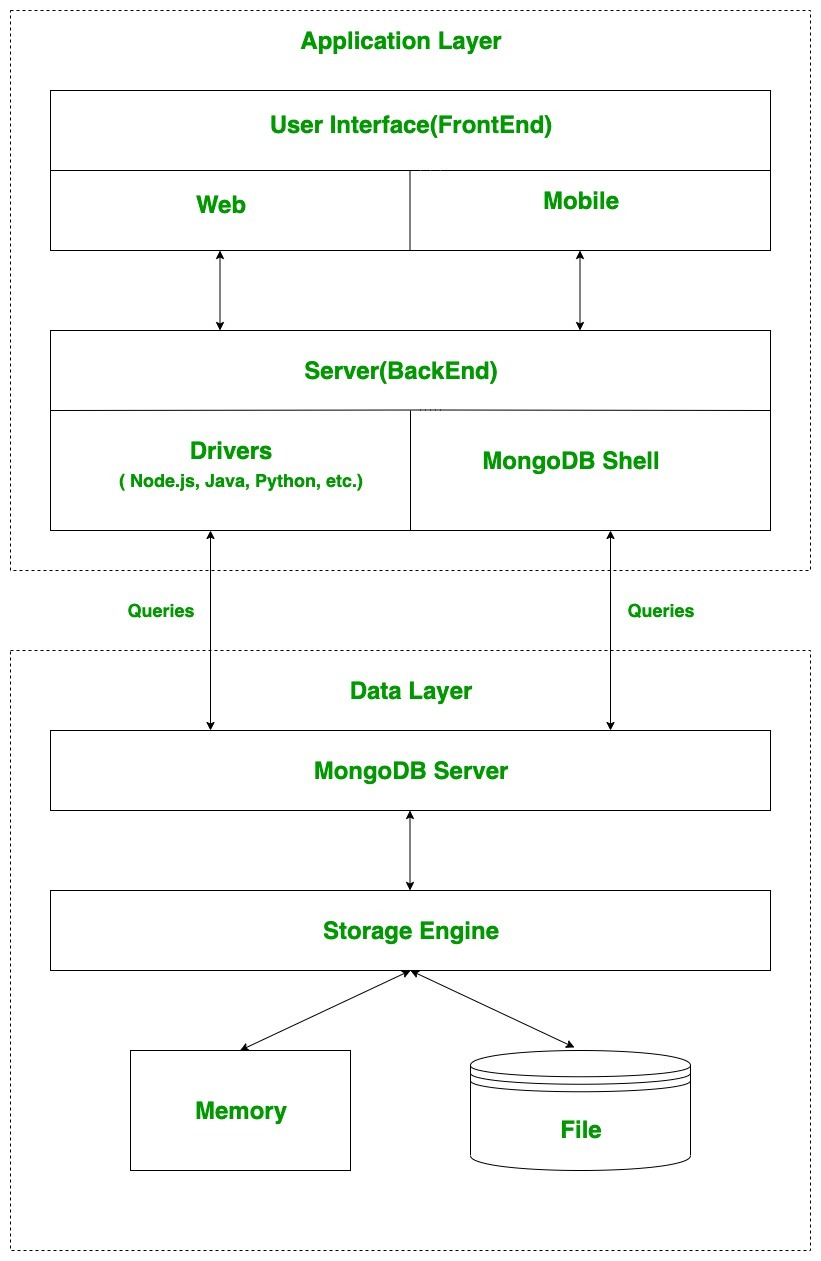 Application Layer
User Interface(FrontEnd)
Web
Mobile
Server(BackEnd)
Drivers
( Node.js, Java, Python, etc.)
MongoDB Shell
Queries
Queries
Data Layer
MongoDB Server
Storage Engine
Memory
File